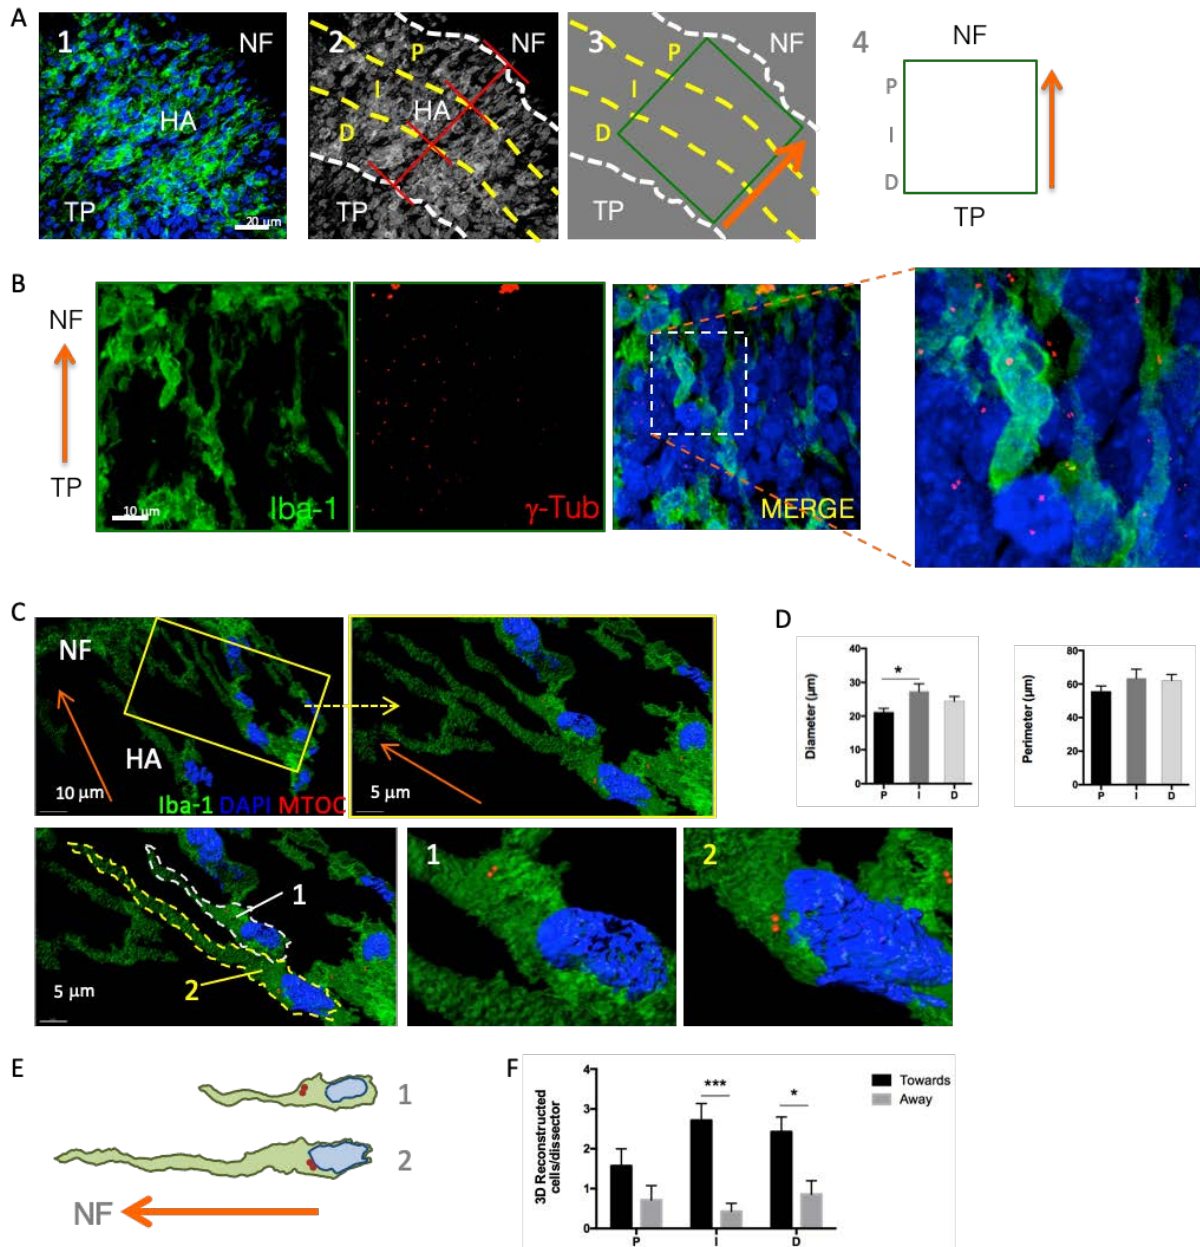 A
1
NF
HA
TP
20 µm
2
NF
P
I
HA
D
TP
3
NF
P
I
D
TP
4
NF
P
I
D
TP
B
NF
TP
10 µm
Iba-1
γ-Tub
MERGE
C
NF
HA
10 µm
Iba-1 DAPI MTOC
5 µm
1
2
5 µm
1
2
D
Diameter (µm)
40
30
20
10
0
*
P I D
Perimeter (µm)
80
60
40
20
0
P I D
E
1
2
NF
F
3D Reconstructed
cells/dissector
4
3
2
1
0
***
*
P I D
Towards
Away